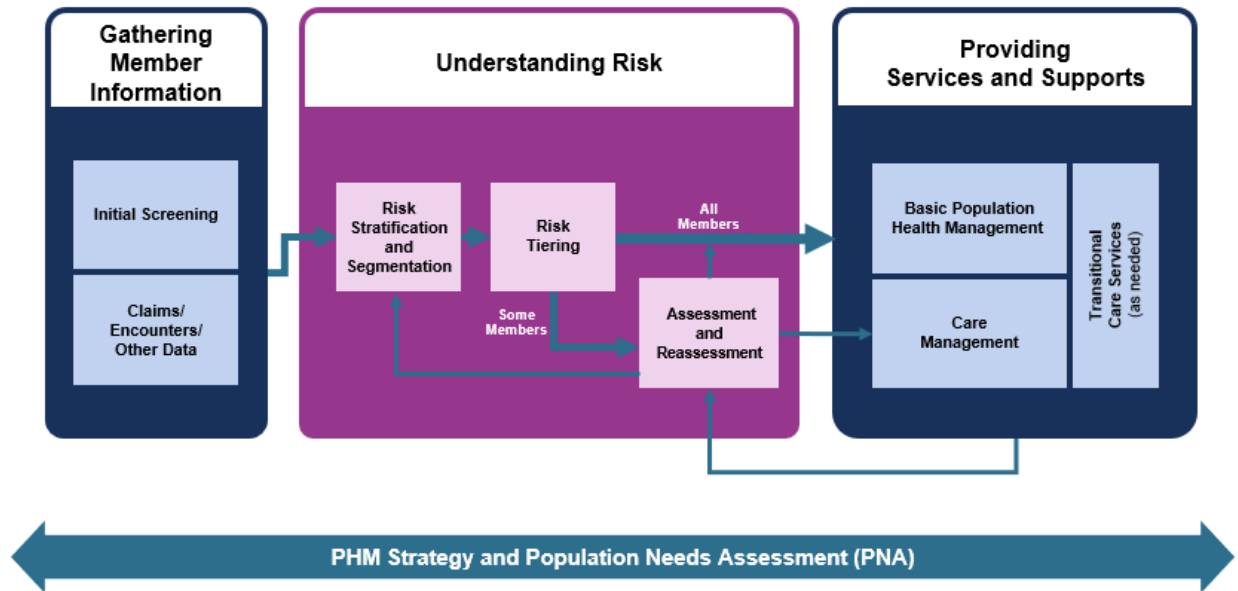 Gathering
Member
Information
Initial Screening
Claims/
Encounters/
Other Data
Understanding Risk
Risk
Stratification
and
Segmentation
Risk
Tiering
All
Members
Some
Members
Assessment
and
Reassessment
Providing
Services and Supports
Basic Population
Health Management
Care
Management
Transitional
Care Services
(as needed)
PHM Strategy and Population Needs Assessment (PNA)